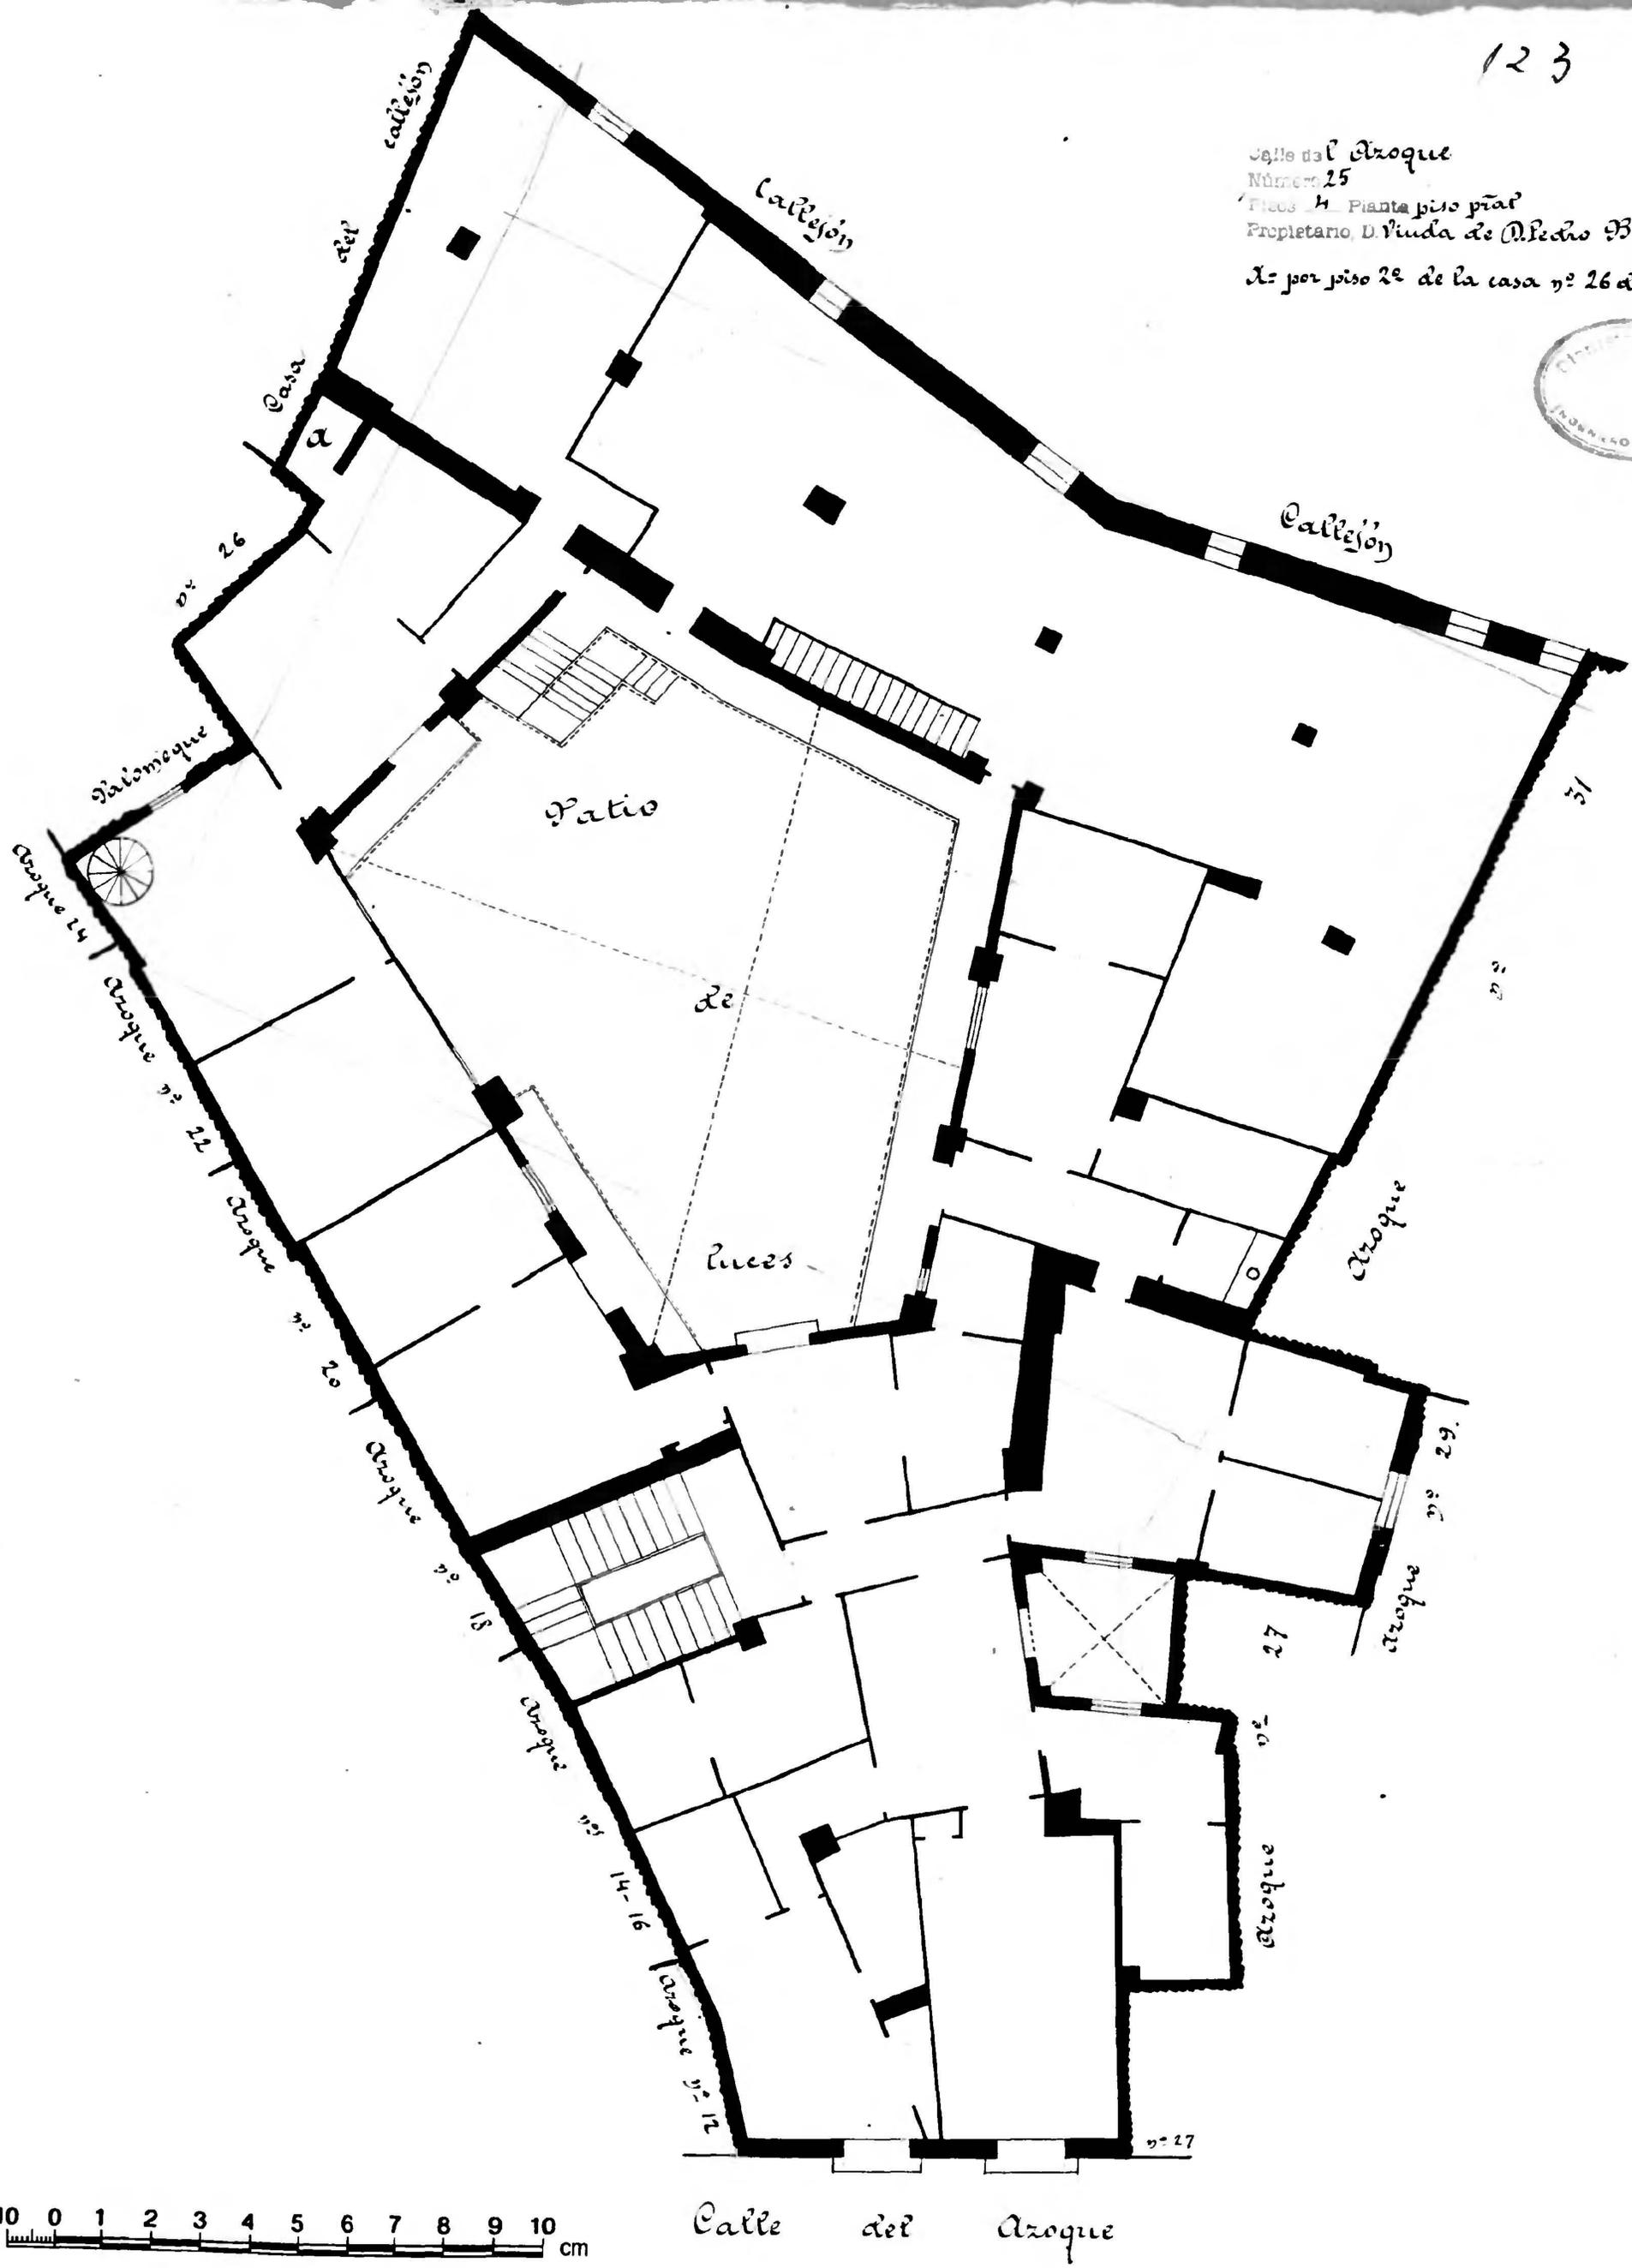 123
Calle del Azoque
Número 25
Pisos 4 Planta piso prãl
Propietario, D. Viuda de D. Pedro B
A= por piso 2º de la casa nº 26 d
Callejón
Callejón
Callejón
Casa del callejón
nº 26
Palomeque
Azoque 24
Azoque nº 22
Azoque nº 20
Azoque nº 18
Azoque nºs 14-16
Azoque nº 12
a
Patio
de
luces
Azoque nº 31
Azoque nº 29.
Azoque nº 27
nº 27
Calle del Azoque
10 0 1 2 3 4 5 6 7 8 9 10
cm